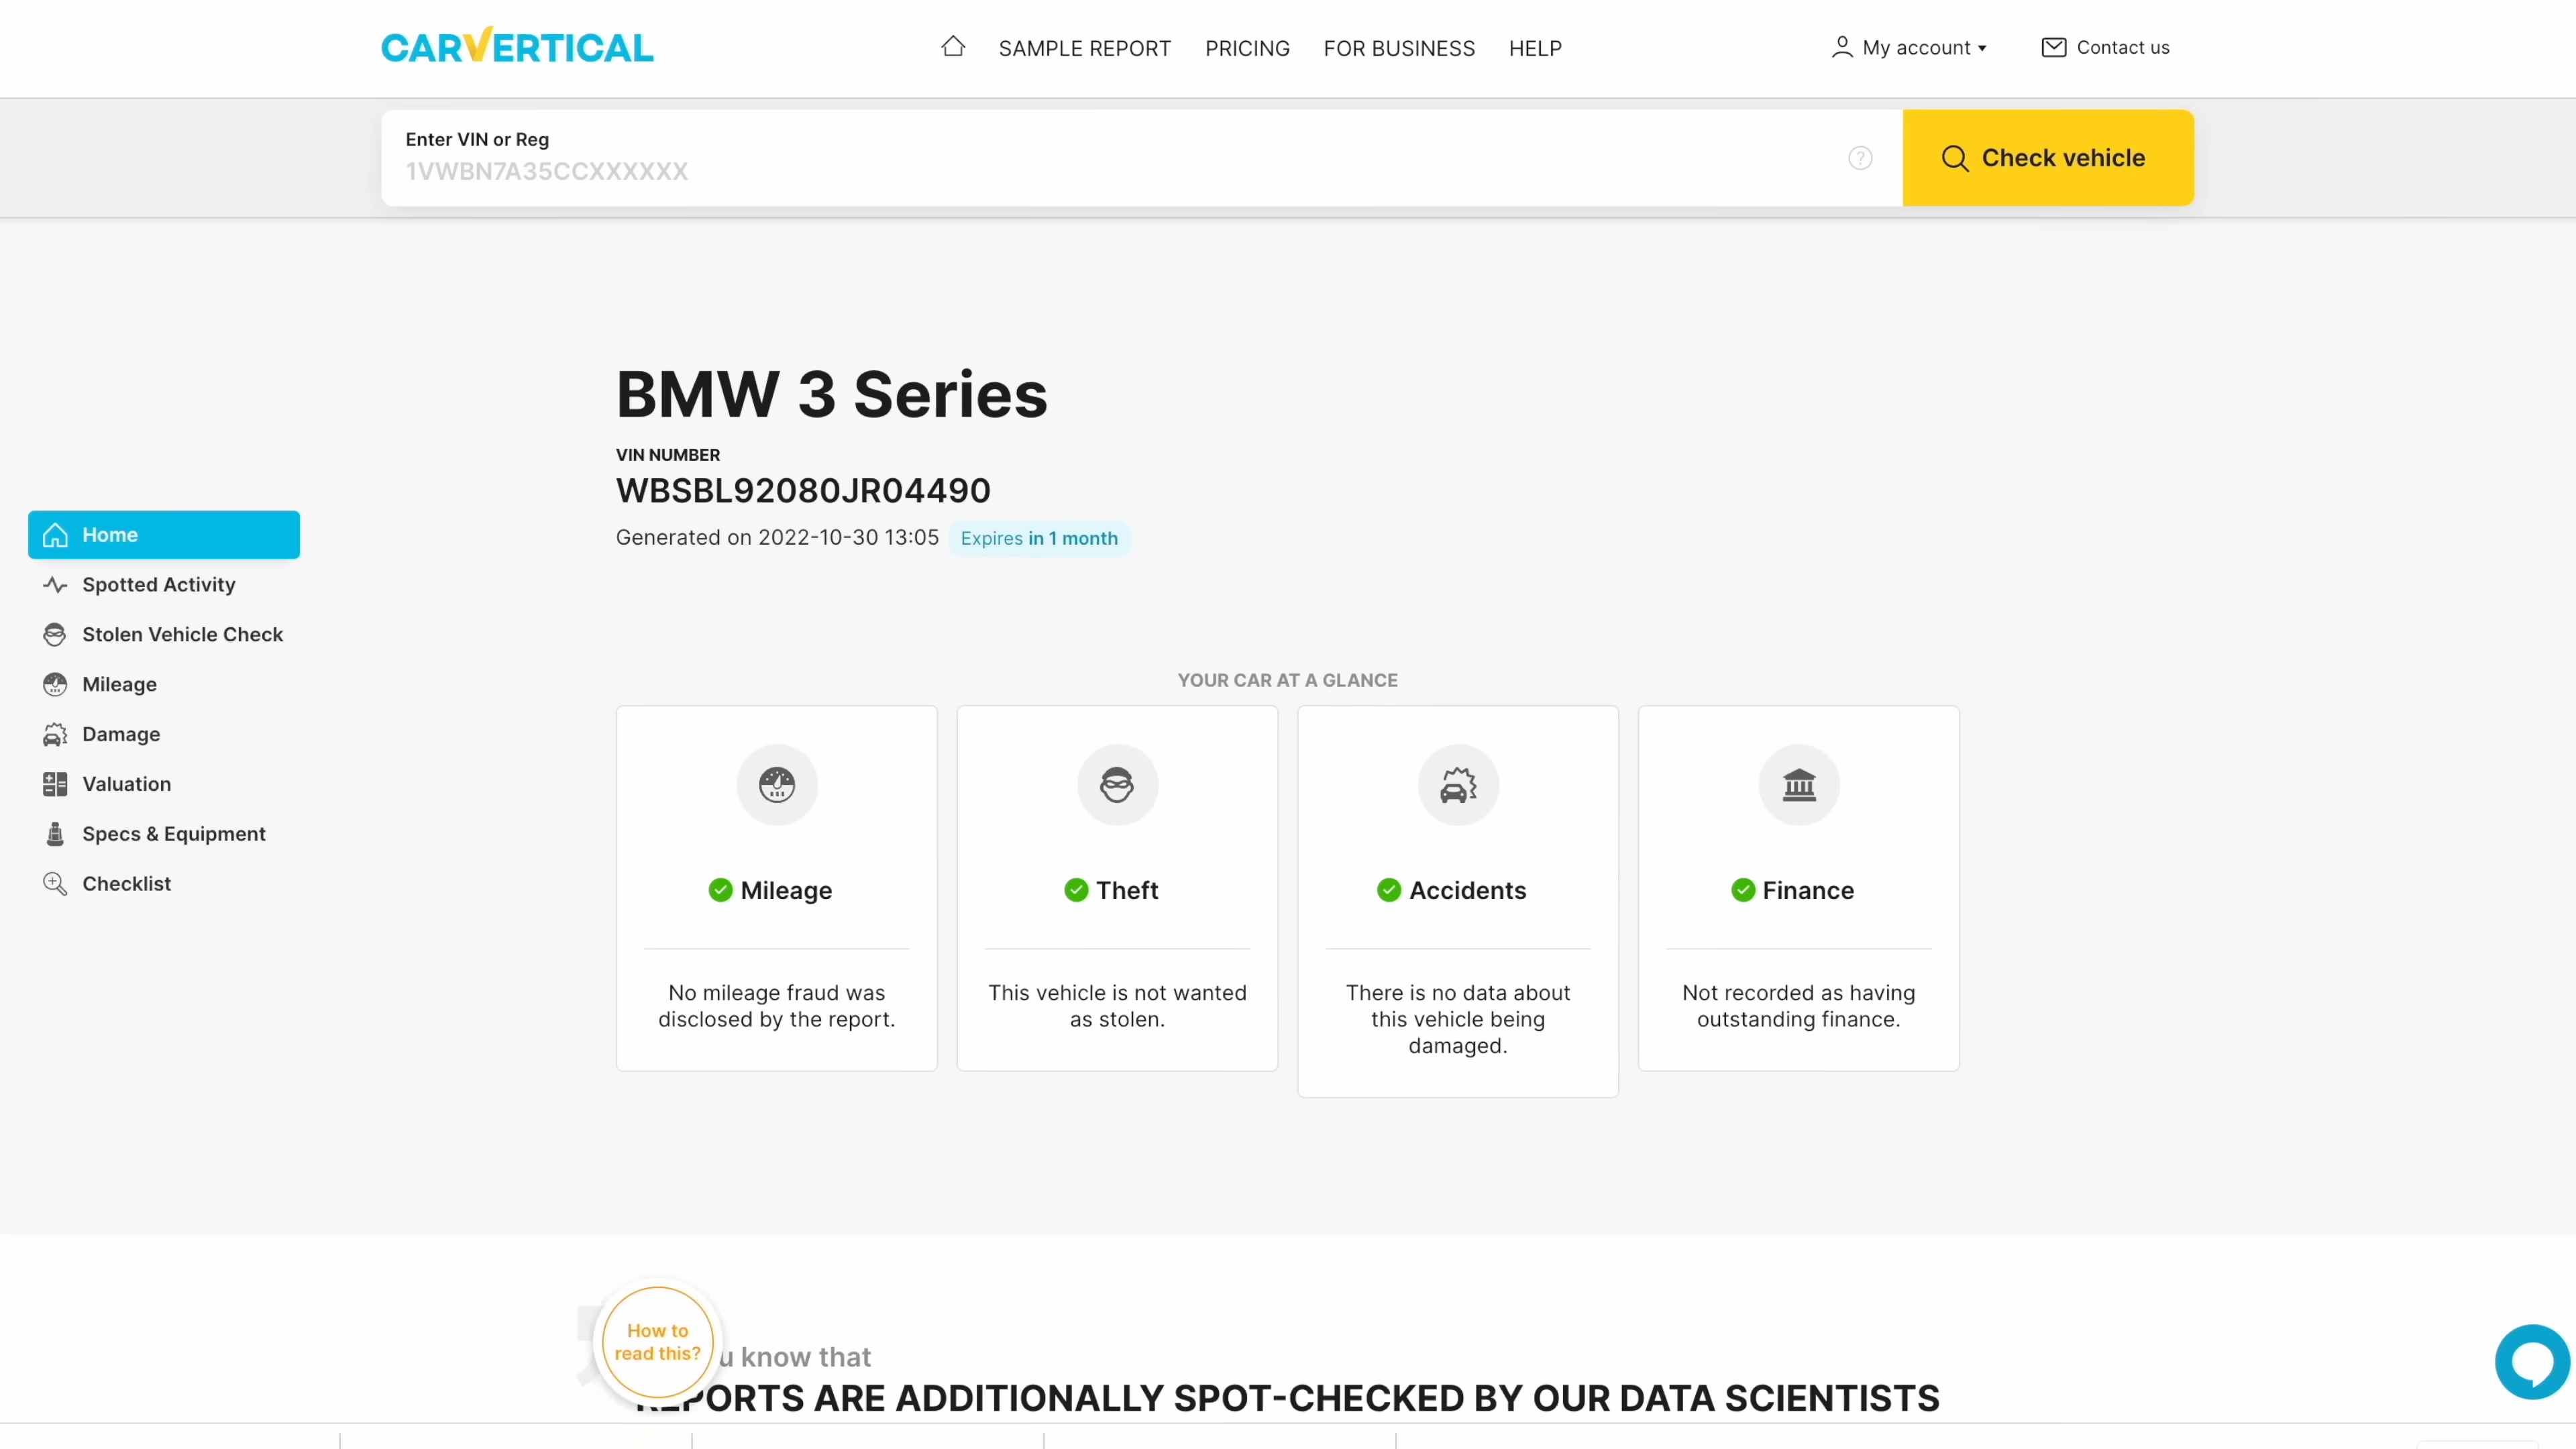 CARVERTICAL
SAMPLE REPORT
PRICING
FOR BUSINESS
HELP
My account
Contact us
Enter VIN or Reg
1VWBN7A35CCXXXXXX
?
Check vehicle
BMW 3 Series
VIN NUMBER
WBSBL92080JR04490
Generated on 2022-10-30 13:05
Expires in 1 month
Home
Spotted Activity
Stolen Vehicle Check
Mileage
Damage
Valuation
Specs & Equipment
Checklist
YOUR CAR AT A GLANCE
Mileage
No mileage fraud was
disclosed by the report.
Theft
This vehicle is not wanted
as stolen.
Accidents
There is no data about
this vehicle being
damaged.
Finance
Not recorded as having
outstanding finance.
How to
read this?
know that
ARE ADDITIONALLY SPOT-CHECKED BY OUR DATA SCIENTISTS